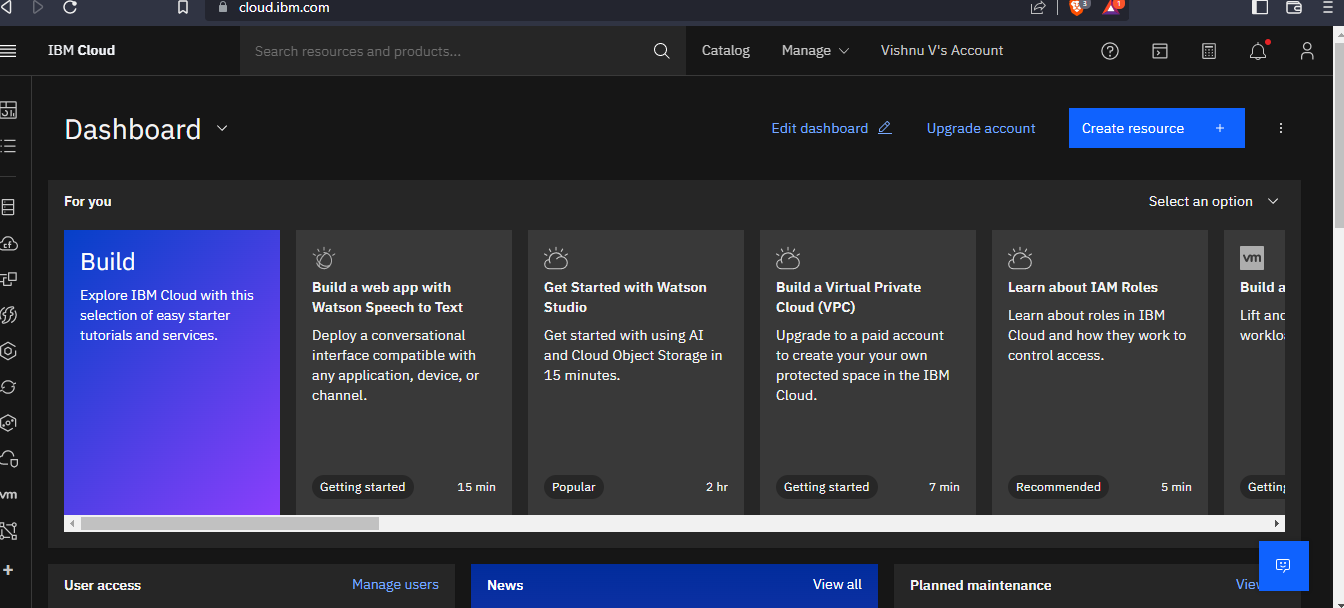 cloud.ibm.com
3
1
IBM Cloud
Search resources and products...
Catalog
Manage
Vishnu V's Account
Dashboard
Edit dashboard
Upgrade account
Create resource +
For you
Select an option
Build
Explore IBM Cloud with this
selection of easy starter
tutorials and services.
Build a web app with
Watson Speech to Text
Deploy a conversational
interface compatible with
any application, device, or
channel.
Getting started
15 min
Get Started with Watson
Studio
Get started with using AI
and Cloud Object Storage in
15 minutes.
Popular
2 hr
Build a Virtual Private
Cloud (VPC)
Upgrade to a paid account
to create your your own
protected space in the IBM
Cloud.
Getting started
7 min
Learn about IAM Roles
Learn about roles in IBM
Cloud and how they work to
control access.
Recommended
5 min
vm
Build a
Lift and
worklo
Getting
vm
User access
Manage users
News
View all
Planned maintenance
View